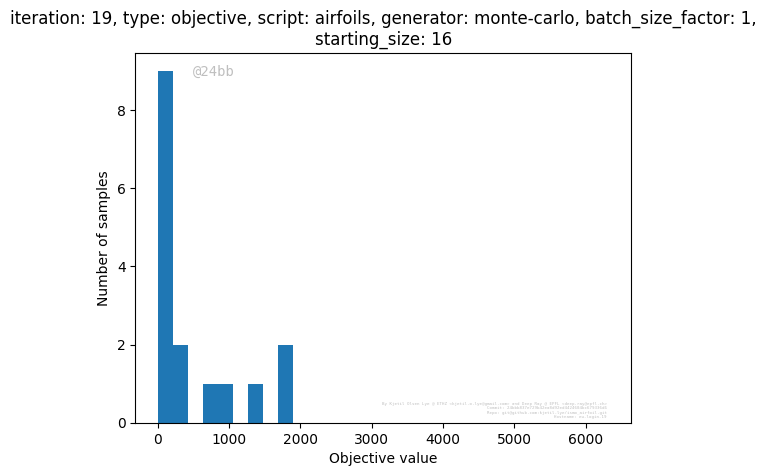 iteration: 19, type: objective, script: airfoils, generator: monte-carlo, batch_size_factor: 1,
starting_size: 16
@24bb
8
6
4
2
0
Number of samples
0 1000 2000 3000 4000 5000 6000
Objective value